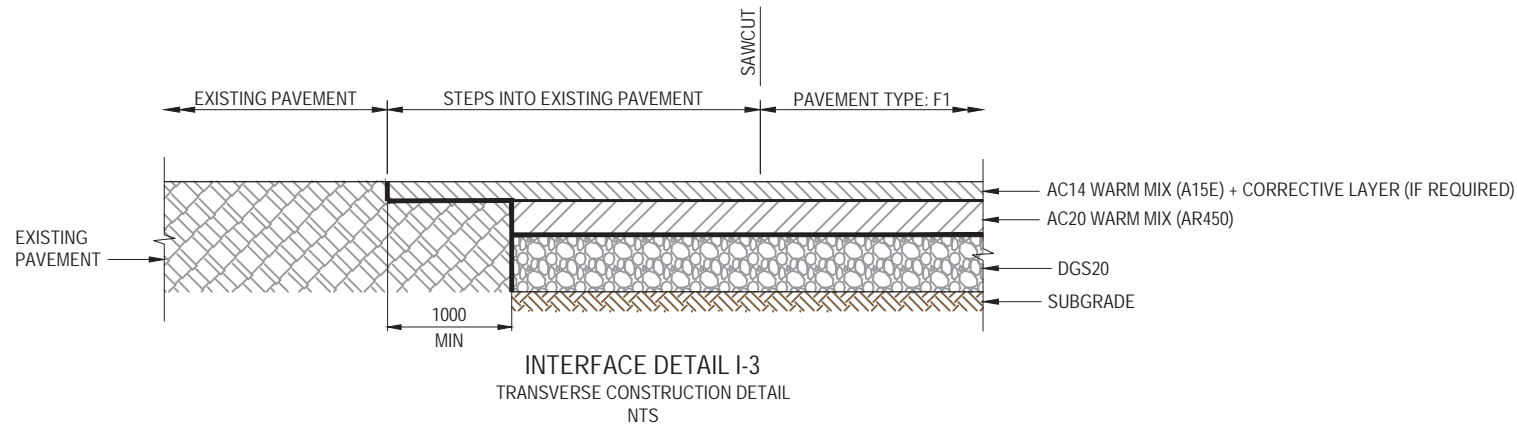 SAWCUT
EXISTING PAVEMENT
STEPS INTO EXISTING PAVEMENT
PAVEMENT TYPE: F1
AC14 WARM MIX (A15E) + CORRECTIVE LAYER (IF REQUIRED)
AC20 WARM MIX (AR450)
EXISTING
PAVEMENT
DGS20
SUBGRADE
1000
MIN
INTERFACE DETAIL I-3
TRANSVERSE CONSTRUCTION DETAIL
NTS